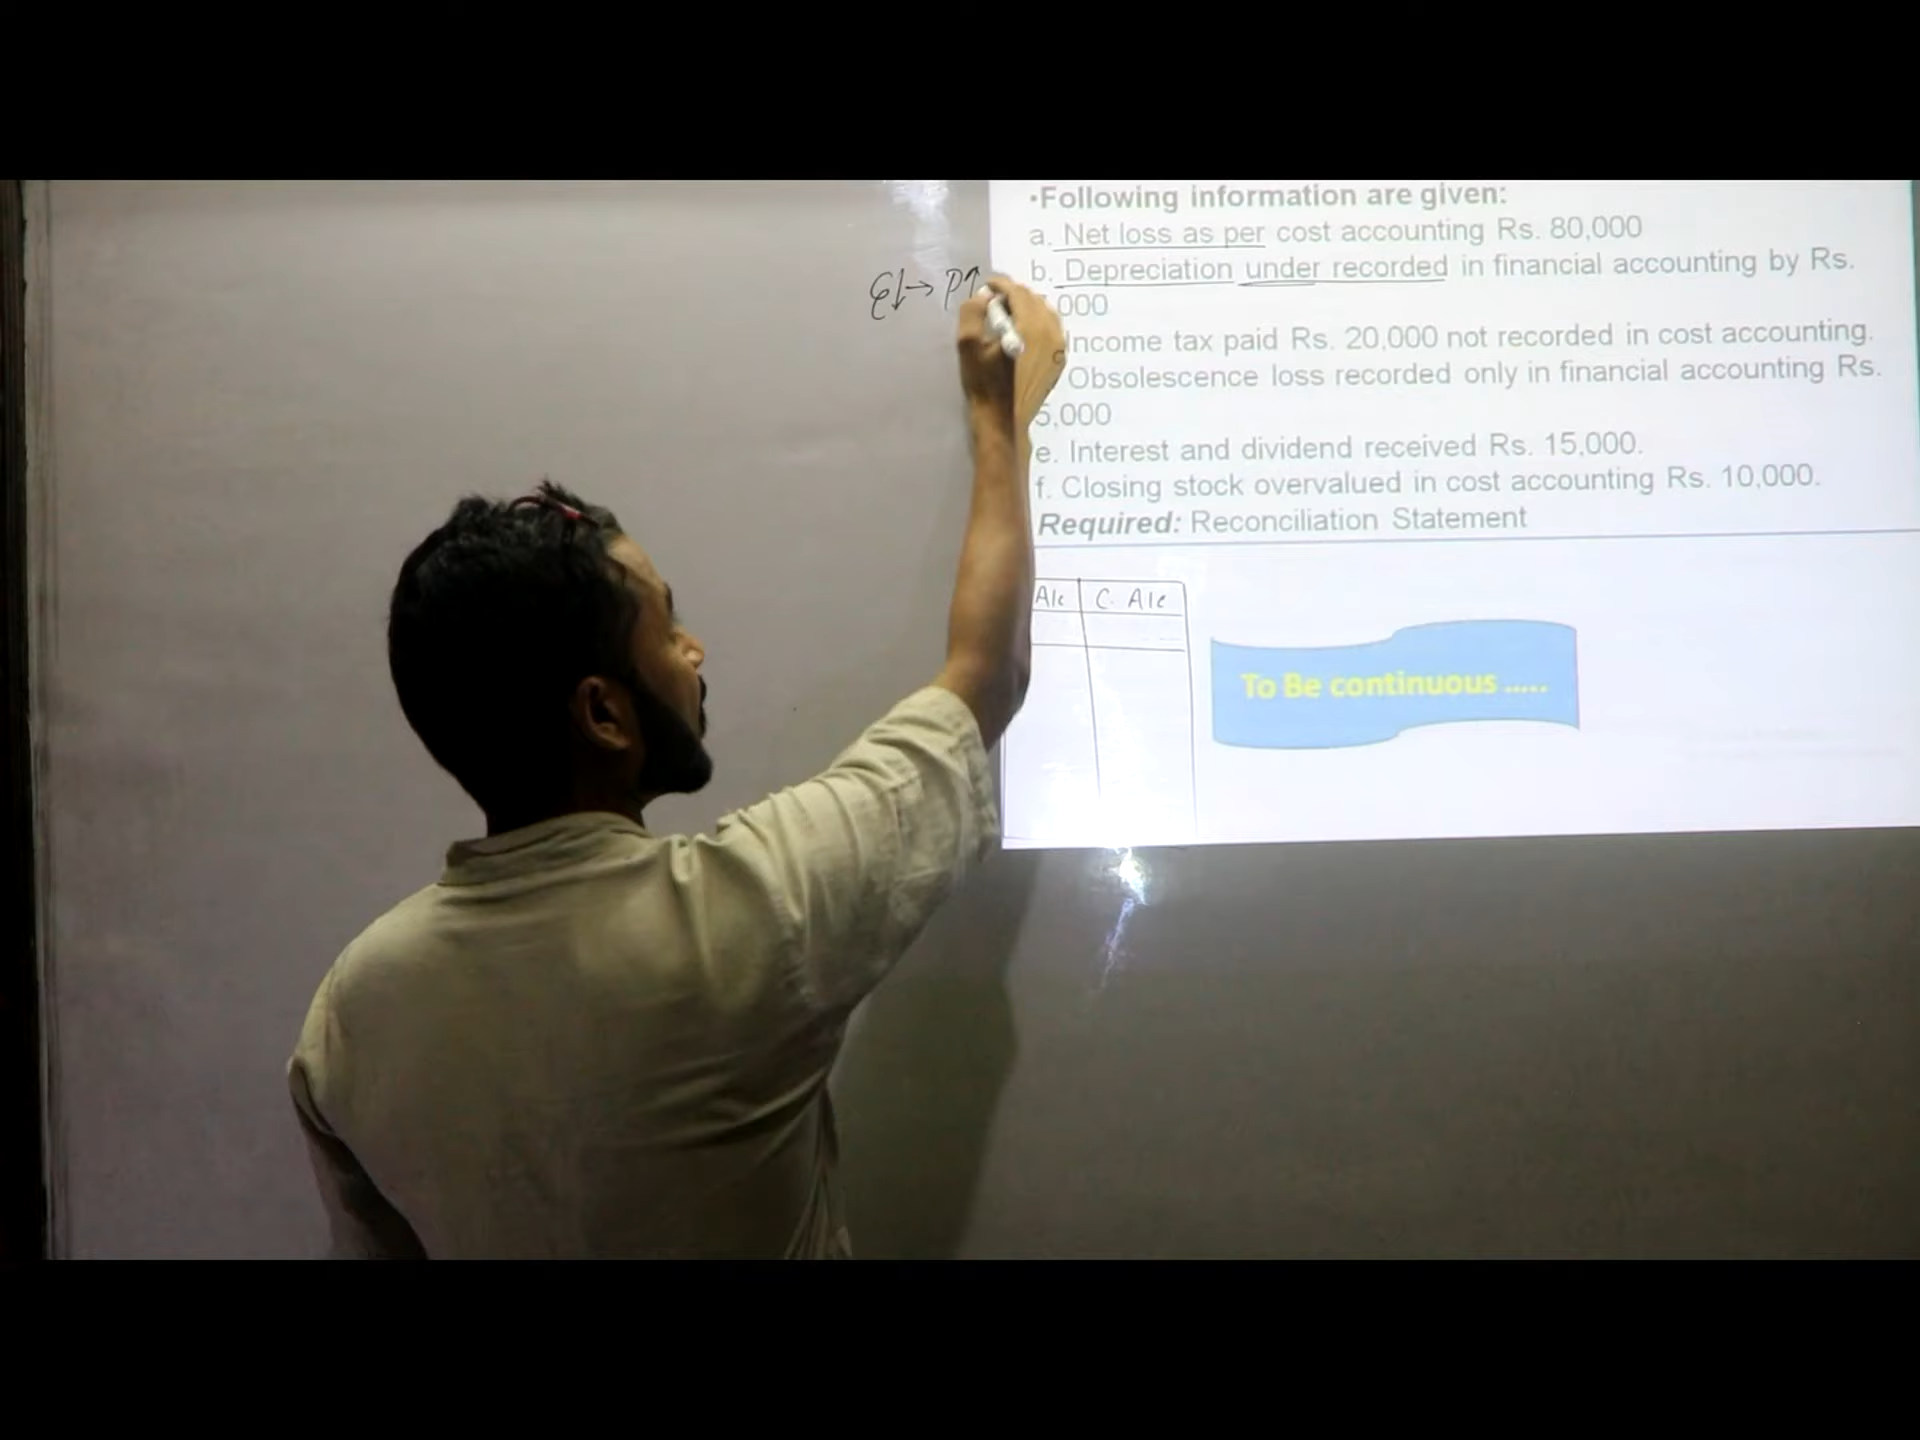 •Following information are given:
a. Net loss as per cost accounting Rs. 80,000
b. Depreciation under recorded in financial accounting by Rs.
,000
Income tax paid Rs. 20,000 not recorded in cost accounting.
Obsolescence loss recorded only in financial accounting Rs.
5,000
e. Interest and dividend received Rs. 15,000.
f. Closing stock overvalued in cost accounting Rs. 10,000.
Required: Reconciliation Statement
E↓→ P↑
A/c C. A/c
To Be continuous .....